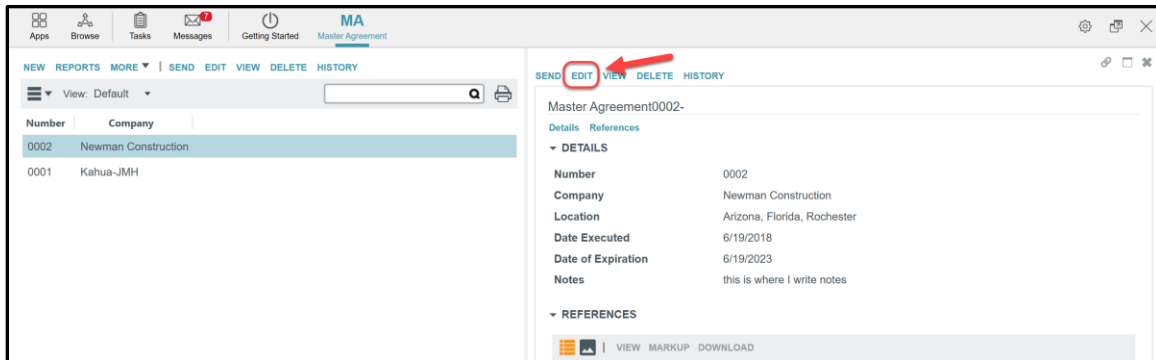 7
MA
Apps Browse Tasks Messages Getting Started Master Agreement
NEW REPORTS MORE | SEND EDIT VIEW DELETE HISTORY
View: Default
Number Company
0002 Newman Construction
0001 Kahua-JMH
SEND EDIT VIEW DELETE HISTORY
Master Agreement0002-
Details References
DETAILS
Number 0002
Company Newman Construction
Location Arizona, Florida, Rochester
Date Executed 6/19/2018
Date of Expiration 6/19/2023
Notes this is where I write notes
REFERENCES
| VIEW MARKUP DOWNLOAD